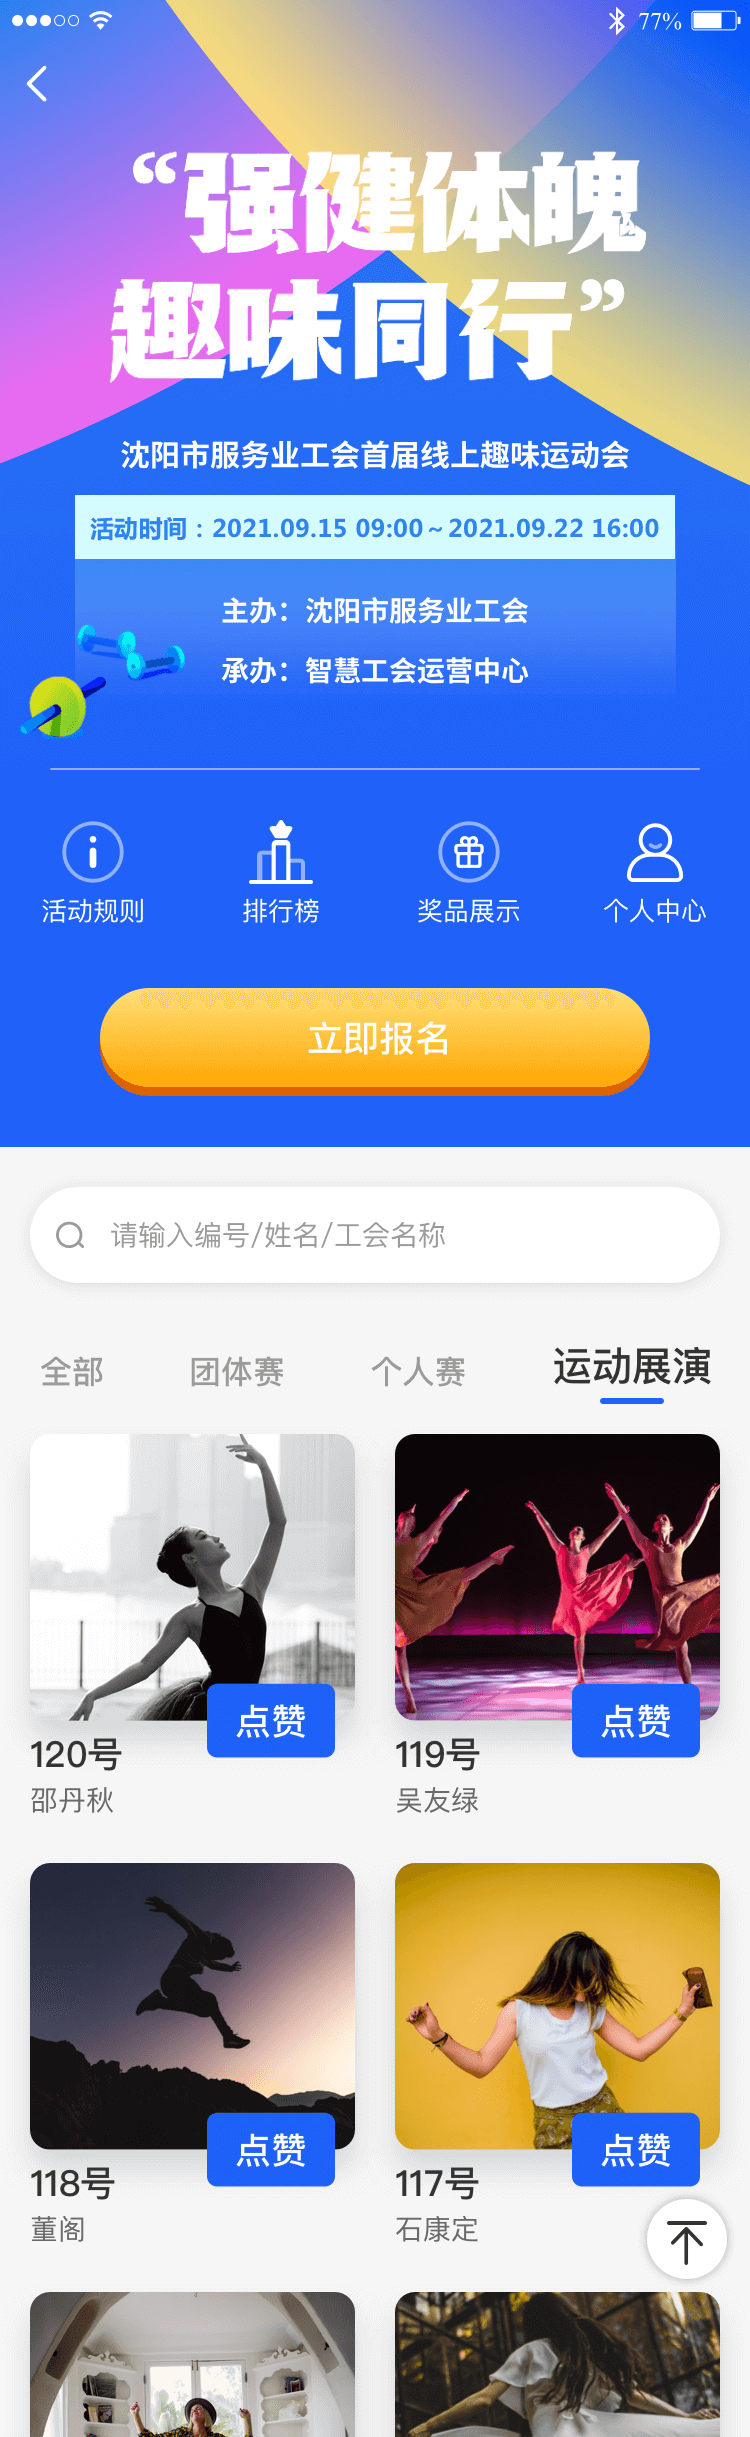 77%
“强健体魄
趣味同行”
沈阳市服务业工会首届线上趣味运动会
活动时间：2021.09.15 09:00～2021.09.22 16:00
主办：沈阳市服务业工会
承办：智慧工会运营中心
活动规则 排行榜 奖品展示 个人中心
立即报名
请输入编号/姓名/工会名称
全部 团体赛 个人赛 运动展演
点赞 点赞
120号 119号
邵丹秋 吴友绿
点赞 点赞
118号 117号
董阁 石康定